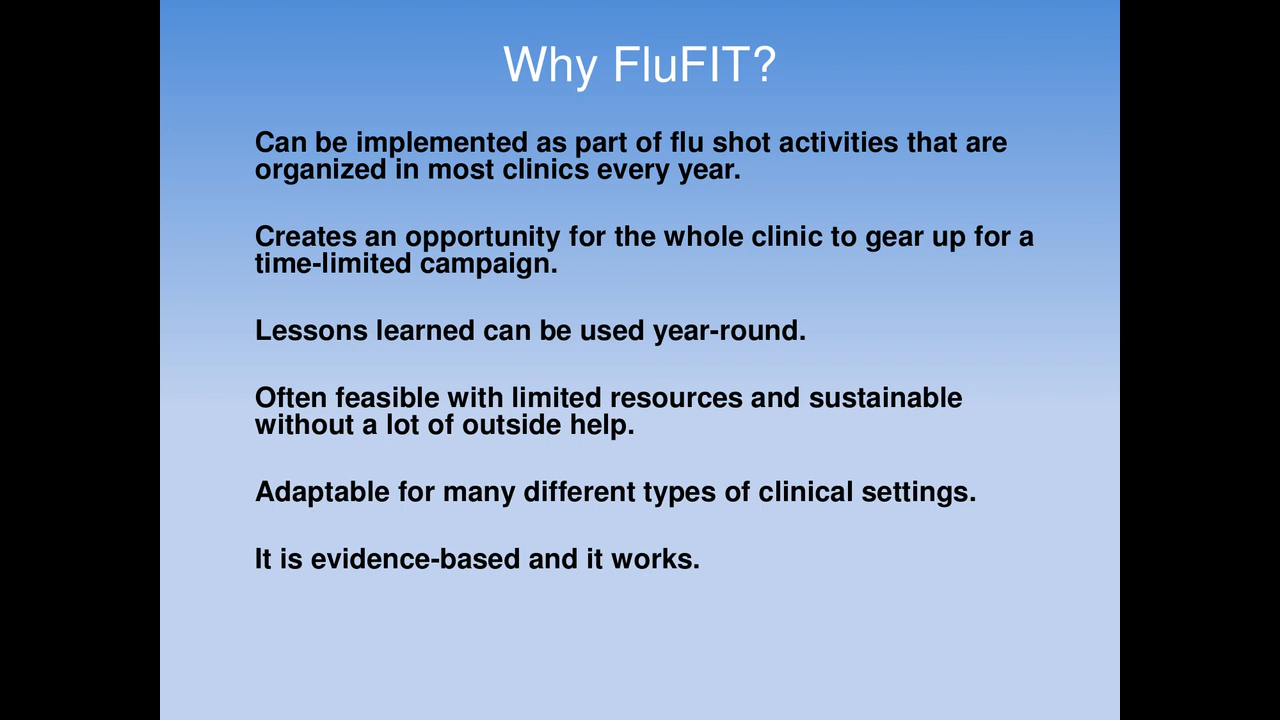 Why FluFIT?
Can be implemented as part of flu shot activities that are
organized in most clinics every year.
Creates an opportunity for the whole clinic to gear up for a
time-limited campaign.
Lessons learned can be used year-round.
Often feasible with limited resources and sustainable
without a lot of outside help.
Adaptable for many different types of clinical settings.
It is evidence-based and it works.